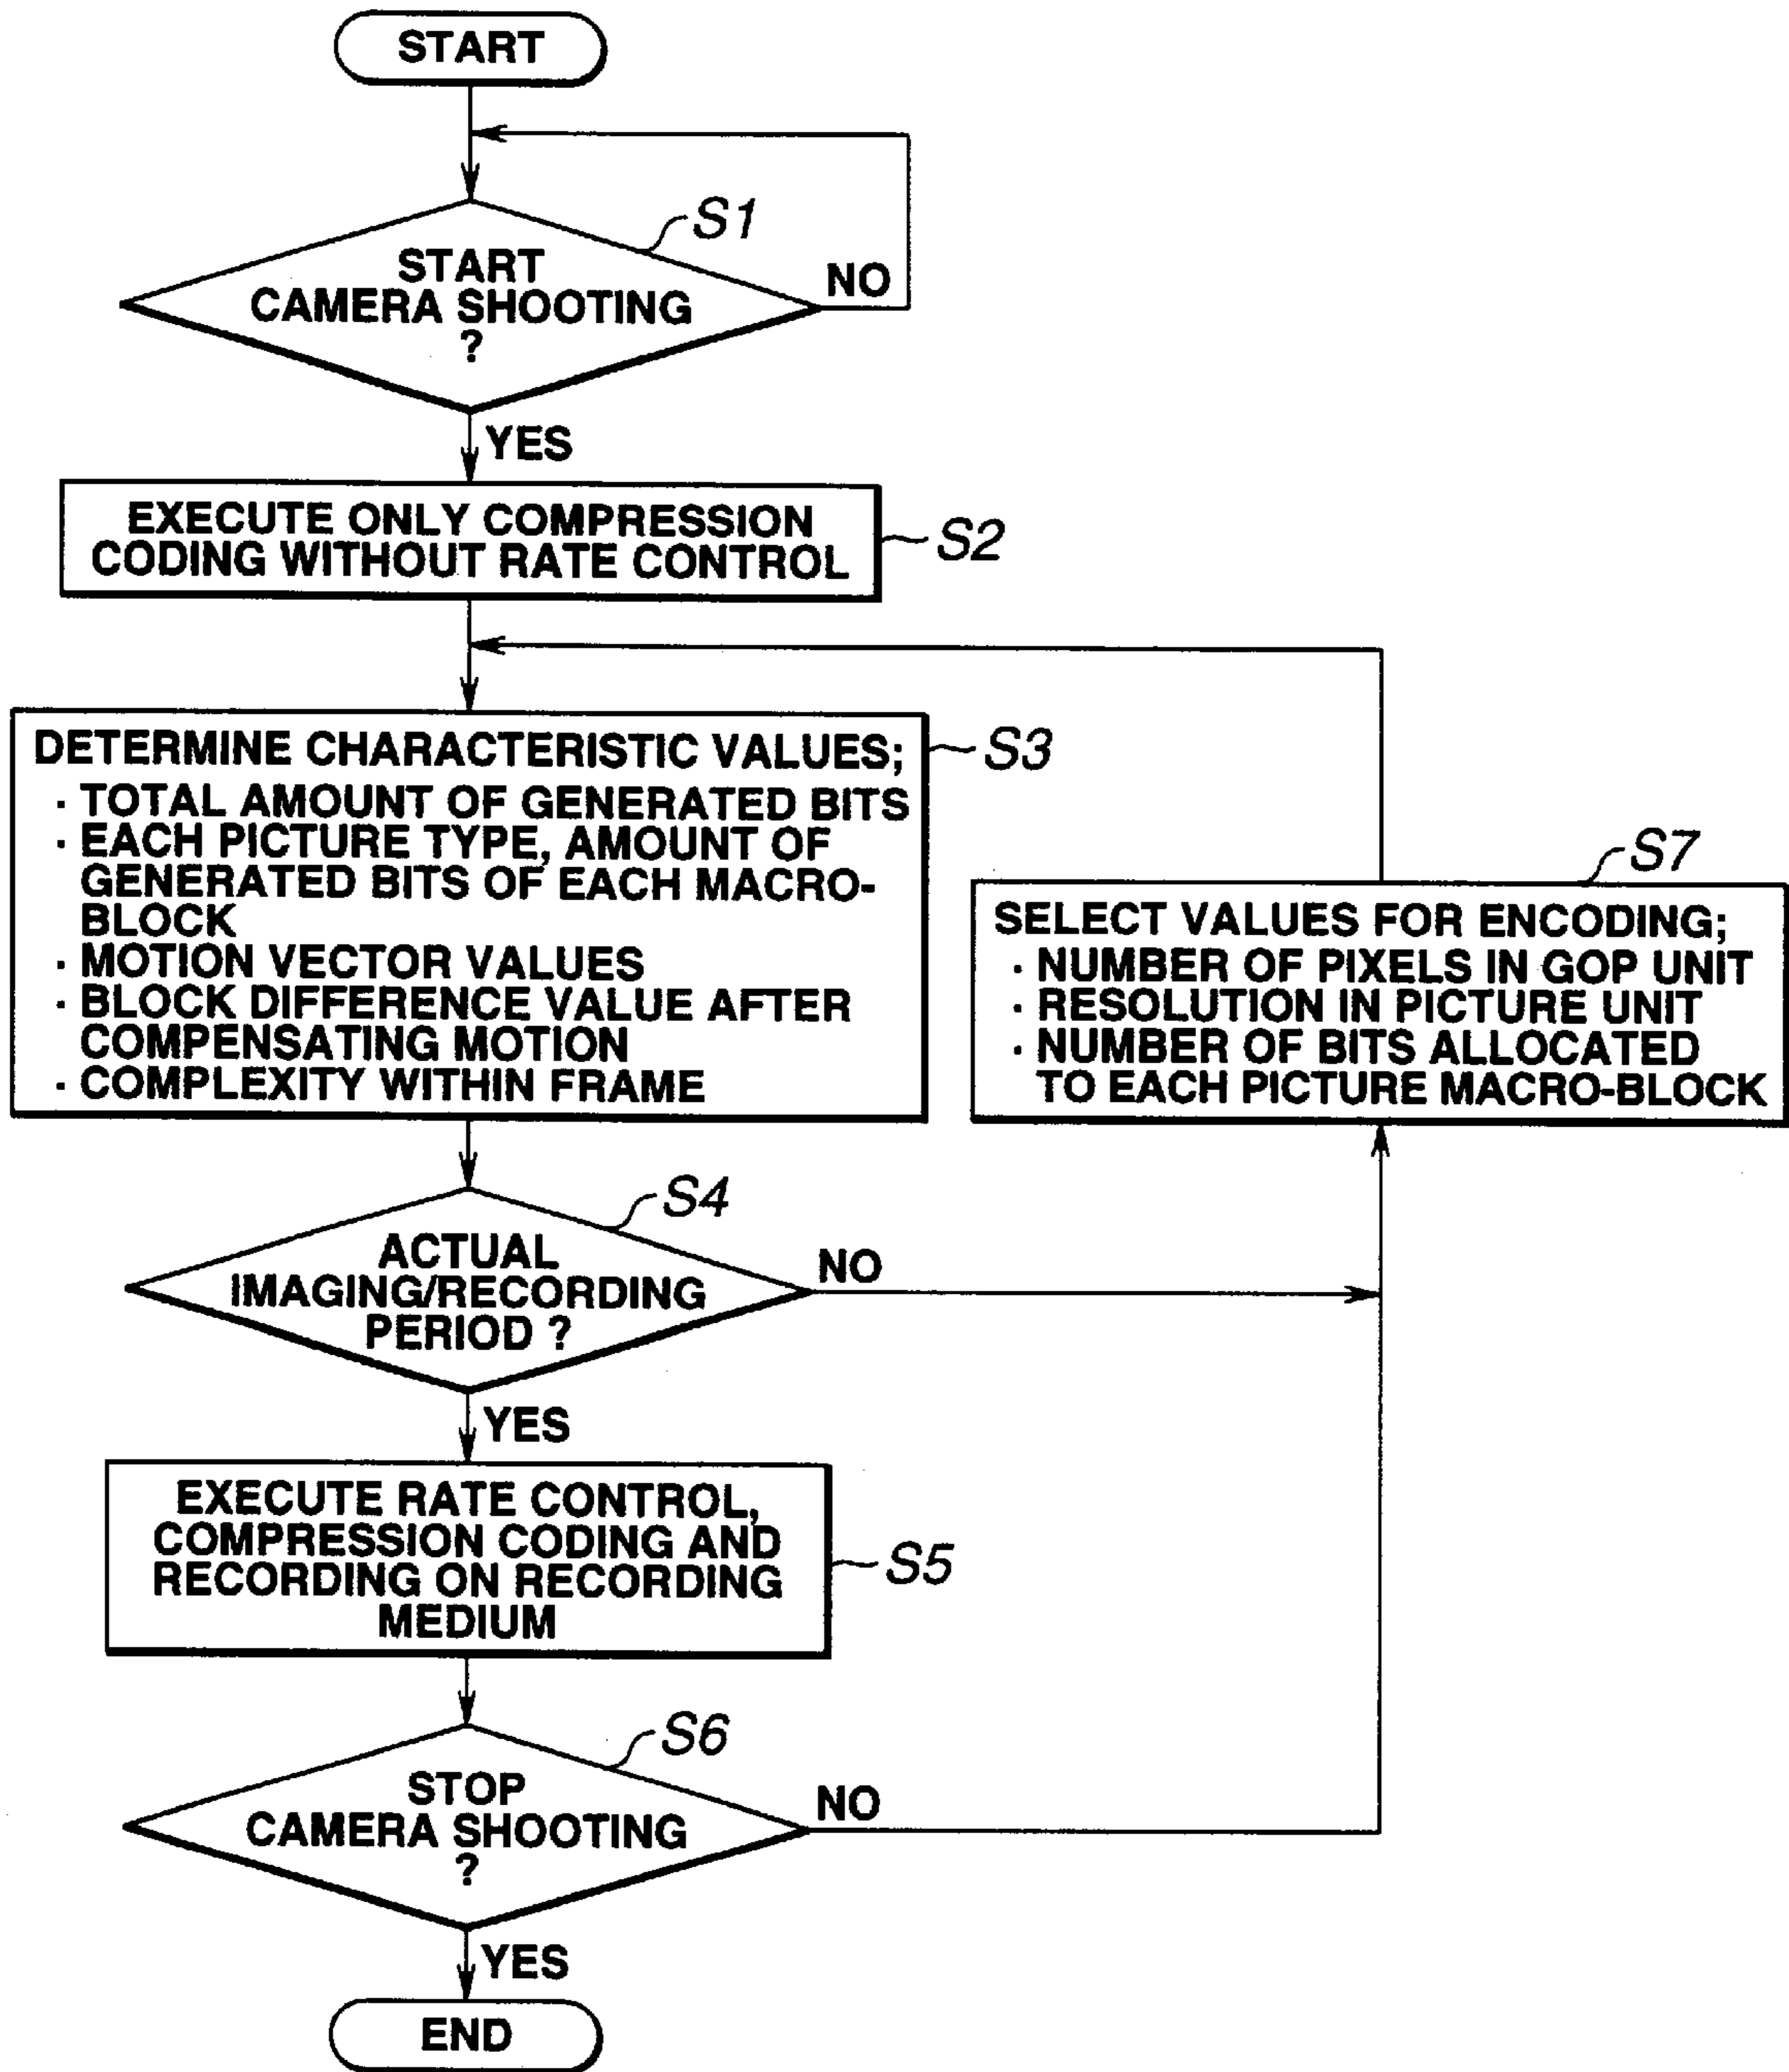 START
S1
START
CAMERA SHOOTING
?
NO
YES
EXECUTE ONLY COMPRESSION
CODING WITHOUT RATE CONTROL
S2
DETERMINE CHARACTERISTIC VALUES;
· TOTAL AMOUNT OF GENERATED BITS
· EACH PICTURE TYPE, AMOUNT OF
GENERATED BITS OF EACH MACRO-
BLOCK
· MOTION VECTOR VALUES
· BLOCK DIFFERENCE VALUE AFTER
COMPENSATING MOTION
· COMPLEXITY WITHIN FRAME
S3
S7
SELECT VALUES FOR ENCODING;
· NUMBER OF PIXELS IN GOP UNIT
· RESOLUTION IN PICTURE UNIT
· NUMBER OF BITS ALLOCATED
TO EACH PICTURE MACRO-BLOCK
S4
ACTUAL
IMAGING/RECORDING
PERIOD ?
NO
YES
EXECUTE RATE CONTROL,
COMPRESSION CODING AND
RECORDING ON RECORDING
MEDIUM
S5
S6
STOP
CAMERA SHOOTING
?
NO
YES
END